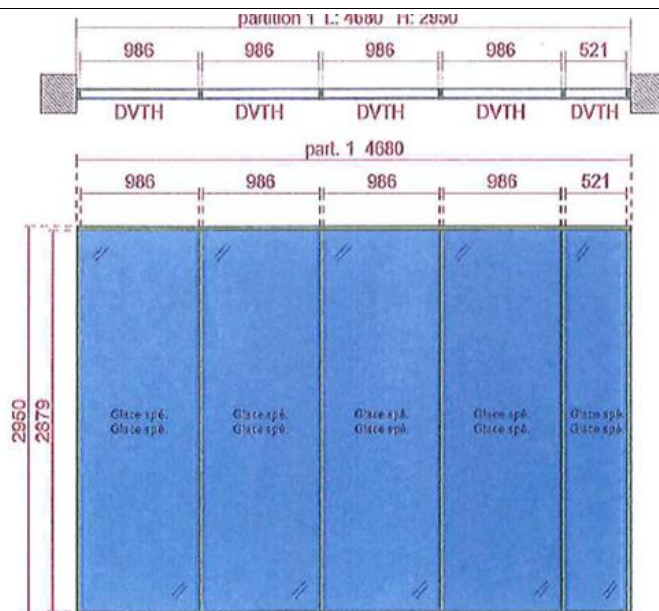 partition 1 L: 4680 H: 2950
986 986 986 986 521
DVTH DVTH DVTH DVTH DVTH
part. 1 4680
986 986 986 986 521
2950
2879
Glace spé. Glace spé. Glace spé. Glace spé. Glace spé.
Glace spé. Glace spé. Glace spé. Glace spé. Glace spé.